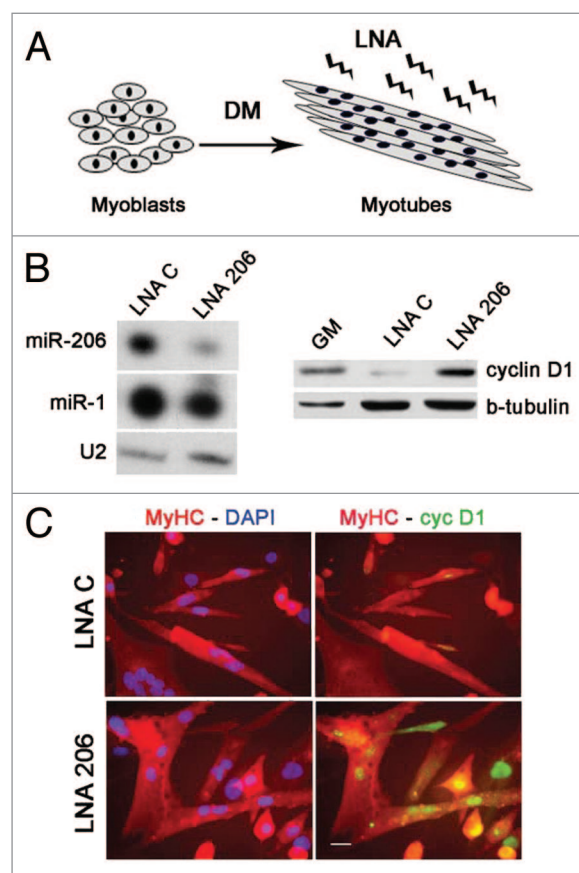 A
LNA
DM
Myoblasts
Myotubes
B
LNA C
LNA 206
miR-206
miR-1
U2
GM
LNA C
LNA 206
cyclin D1
b-tubulin
C
MyHC - DAPI
MyHC - cyc D1
LNA C
LNA 206